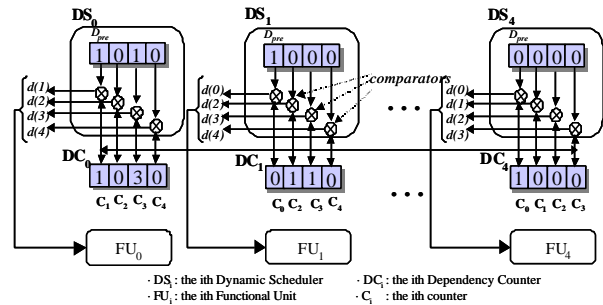 DS0 DS1 DS4
Dpre Dpre Dpre
1 0 1 0 1 0 0 0 0 0 0 0
d(1) d(0) d(0)
d(2) d(2) d(1)
d(3) d(3) d(2)
d(4) d(4) d(3)
comparators
DC0 DC1 DC4
1 0 3 0 0 1 1 0 1 0 0 0
C1 C2 C3 C4 C0 C2 C3 C4 C0 C1 C2 C3
FU0 FU1 FU4
· DSi : the ith Dynamic Scheduler · DCi : the ith Dependency Counter
· FUi : the ith Functional Unit · Ci : the ith counter